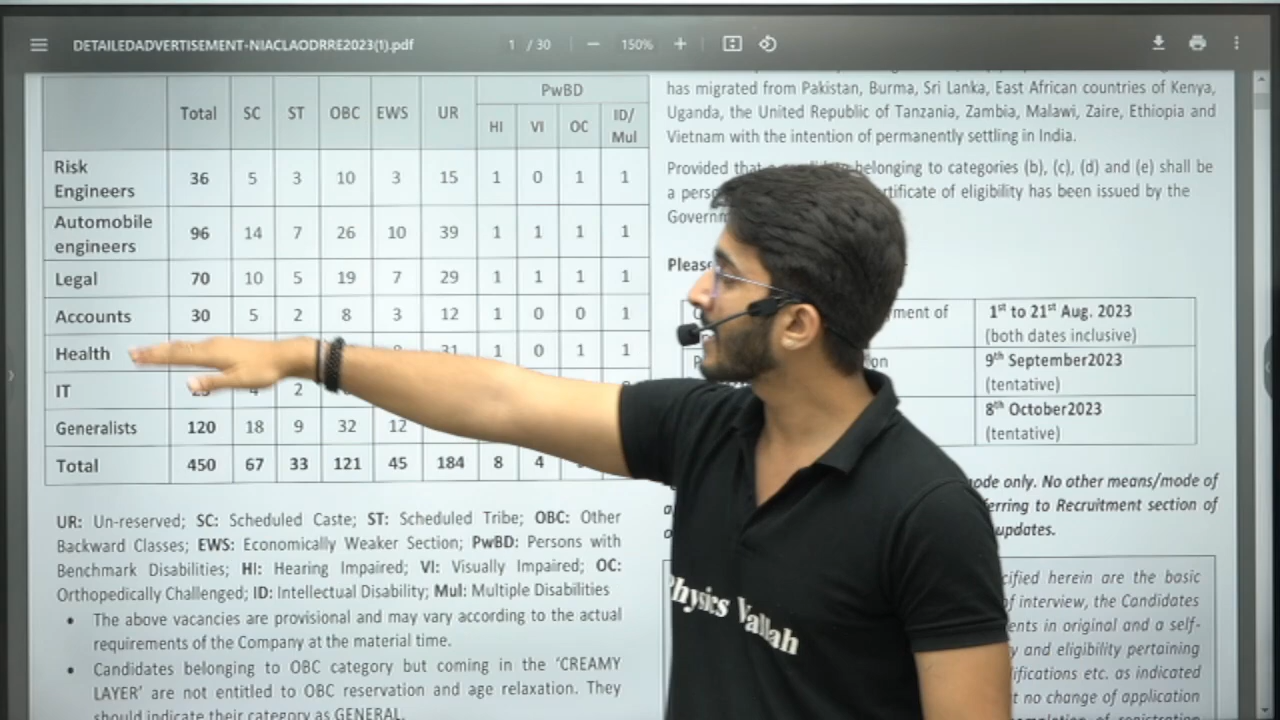 DETAILEDADVERTISEMENT-NIACLAODRRE2023(1).pdf 1 / 30 150%
PwBD
Total SC ST OBC EWS UR HI VI OC ID/ Mul
Risk Engineers 36 5 3 10 3 15 1 0 1 1
Automobile engineers 96 14 7 26 10 39 1 1 1 1
Legal 70 10 5 19 7 29 1 1 1 1
Accounts 30 5 2 8 3 12 1 0 0 1
Health 31 1 0 1 1
IT 2
Generalists 120 18 9 32 12
Total 450 67 33 121 45 184 8 4
UR: Un-reserved; SC: Scheduled Caste; ST: Scheduled Tribe; OBC: Other
Backward Classes; EWS: Economically Weaker Section; PwBD: Persons with
Benchmark Disabilities; HI: Hearing Impaired; VI: Visually Impaired; OC:
Orthopedically Challenged; ID: Intellectual Disability; Mul: Multiple Disabilities
• The above vacancies are provisional and may vary according to the actual
requirements of the Company at the material time.
• Candidates belonging to OBC category but coming in the 'CREAMY
LAYER' are not entitled to OBC reservation and age relaxation. They
should indicate their category as GENERAL.
has migrated from Pakistan, Burma, Sri Lanka, East African countries of Kenya,
Uganda, the United Republic of Tanzania, Zambia, Malawi, Zaire, Ethiopia and
Vietnam with the intention of permanently settling in India.
Provided that belonging to categories (b), (c), (d) and (e) shall be
a of eligibility has been issued by the
of 1st to 21st Aug. 2023
(both dates inclusive)
9th September2023
(tentative)
8th October2023
(tentative)
only. No other means/mode of
to Recruitment section of
updates.
herein are the basic
of interview, the Candidates
in original and a self-
and eligibility pertaining
etc. as indicated
no change of application
Physics Wallah